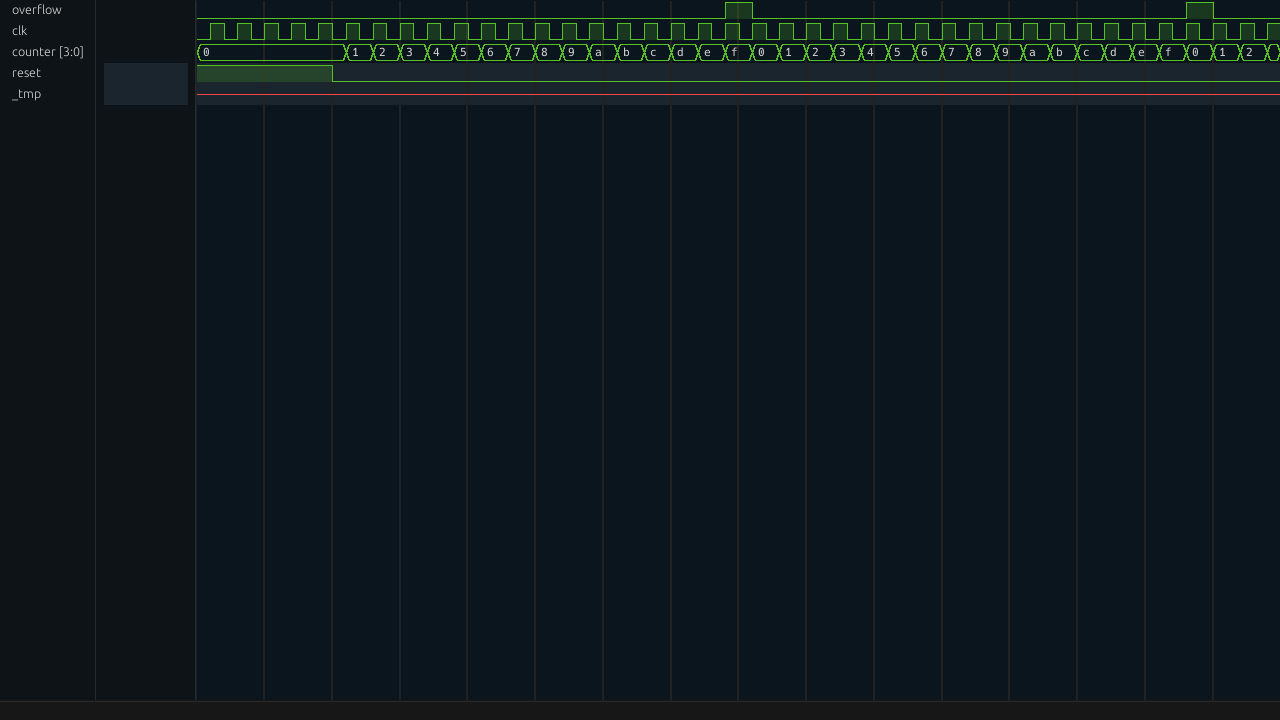 overflow
clk
counter [3:0] 0 1 2 3 4 5 6 7 8 9 a b c d e f 0 1 2 3 4 5 6 7 8 9 a b c d e f 0 1 2
reset
_tmp